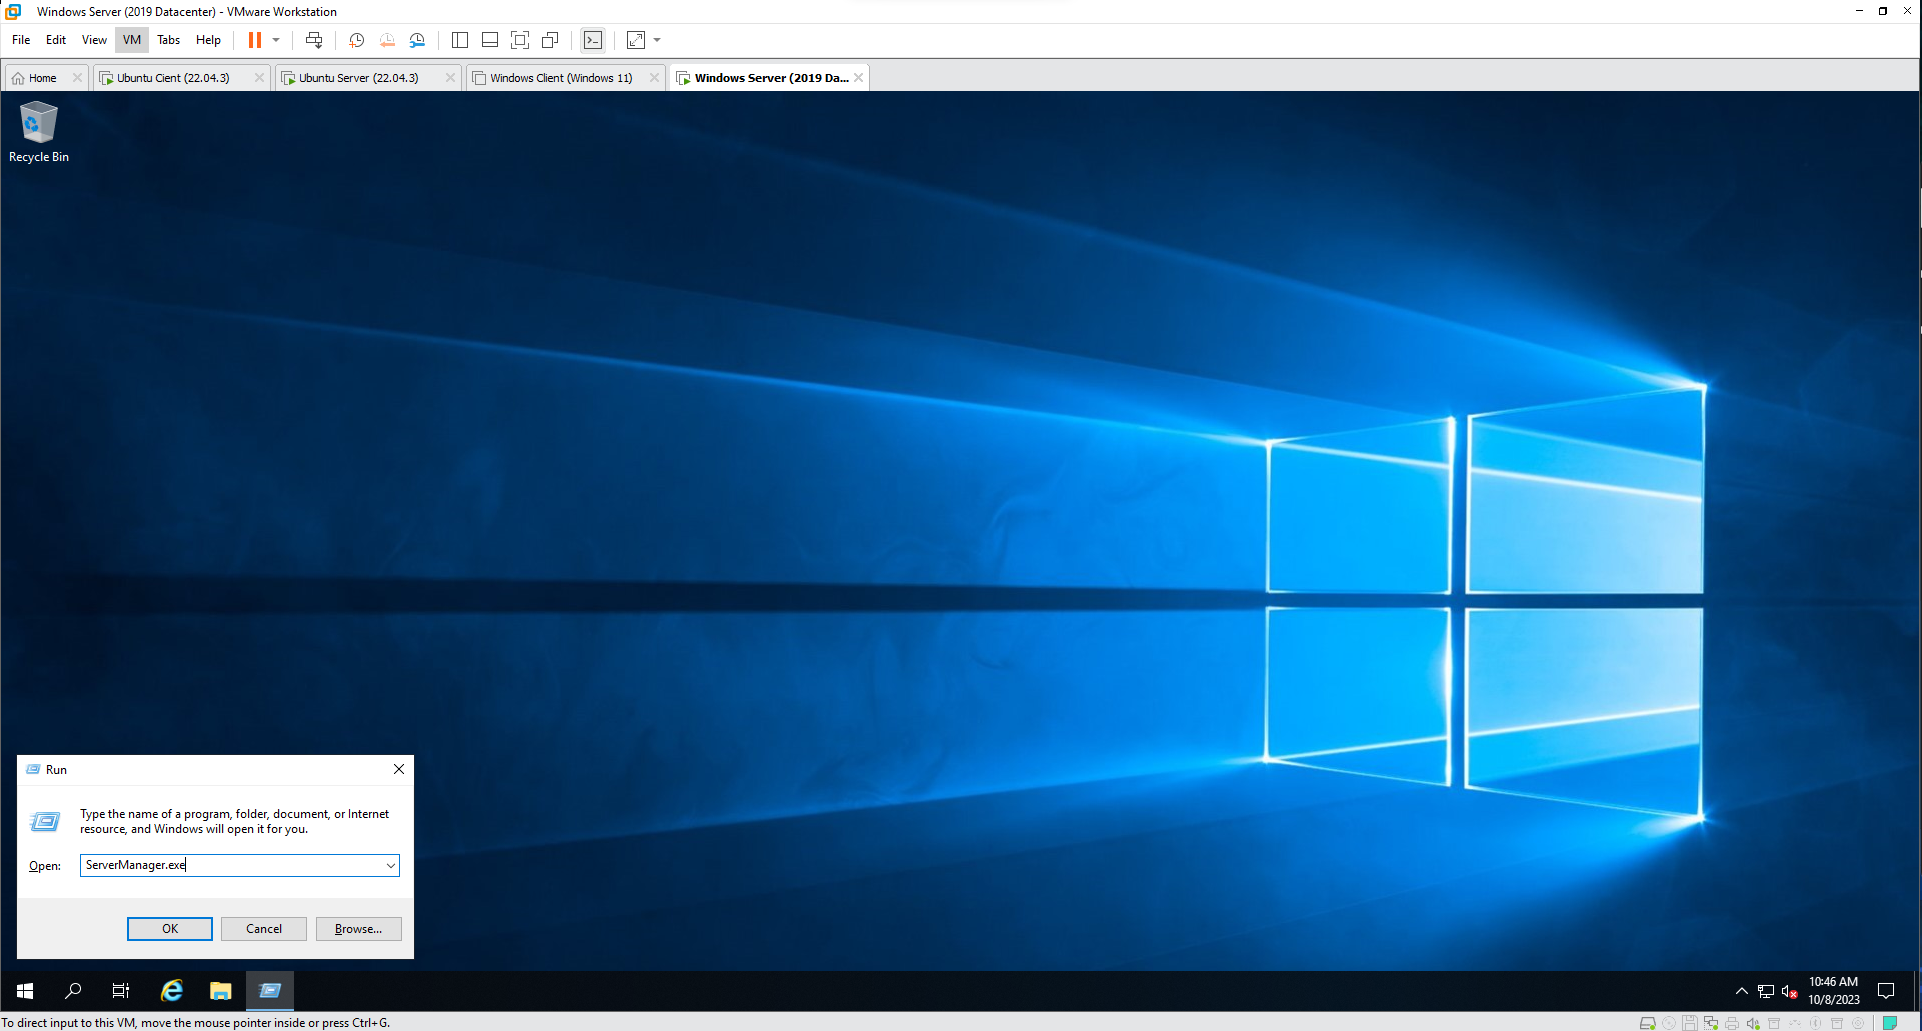 Windows Server (2019 Datacenter) - VMware Workstation
File Edit View VM Tabs Help
Home Ubuntu Cient (22.04.3) Ubuntu Server (22.04.3) Windows Client (Windows 11) Windows Server (2019 Da...
Recycle Bin
Run
Type the name of a program, folder, document, or Internet
resource, and Windows will open it for you.
Open: ServerManager.exe
OK Cancel Browse...
10:46 AM
10/8/2023
To direct input to this VM, move the mouse pointer inside or press Ctrl+G.